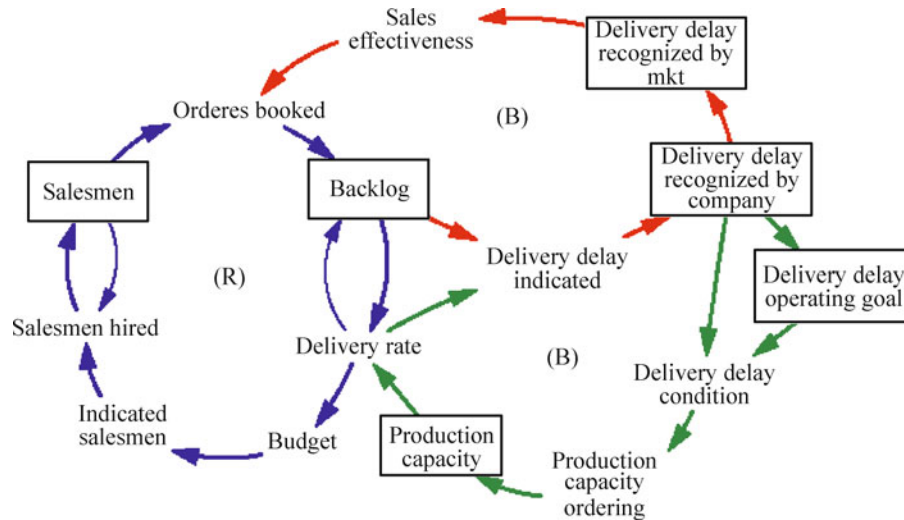 Sales
effectiveness
Delivery delay
recognized by
mkt
Orderes booked
(B)
Salesmen
Backlog
Delivery delay
recognized by
company
(R)
Delivery delay
indicated
Delivery delay
operating goal
Salesmen hired
Delivery rate
(B)
Delivery delay
condition
Indicated
salesmen
Budget
Production
capacity
Production
capacity
ordering